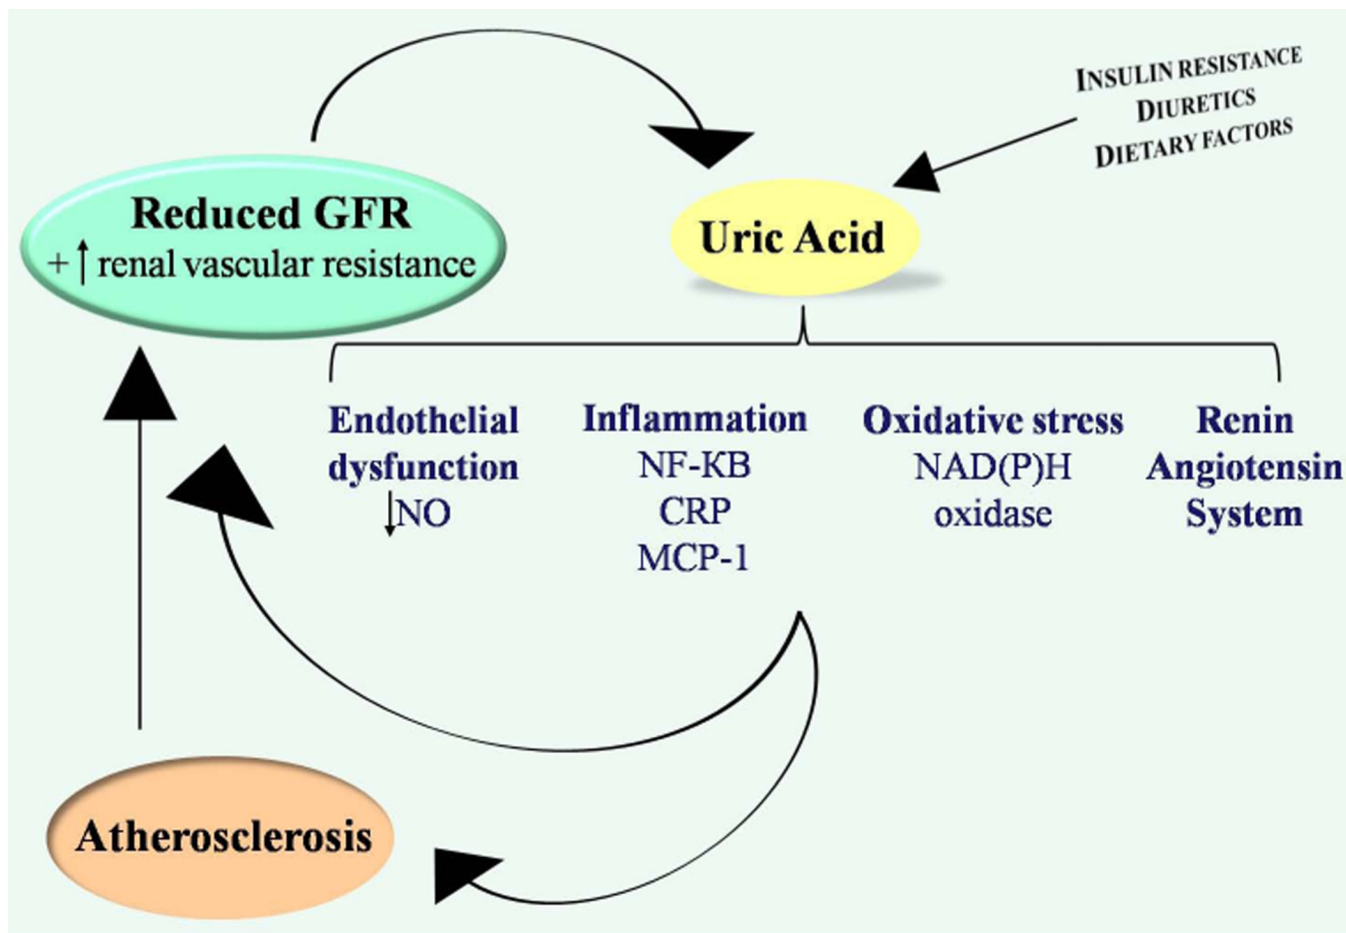 INSULIN RESISTANCE
DIURETICS
DIETARY FACTORS
Reduced GFR
+↑ renal vascular resistance
Uric Acid
Endothelial
dysfunction
↓NO
Inflammation
NF-KB
CRP
MCP-1
Oxidative stress
NAD(P)H
oxidase
Renin
Angiotensin
System
Atherosclerosis